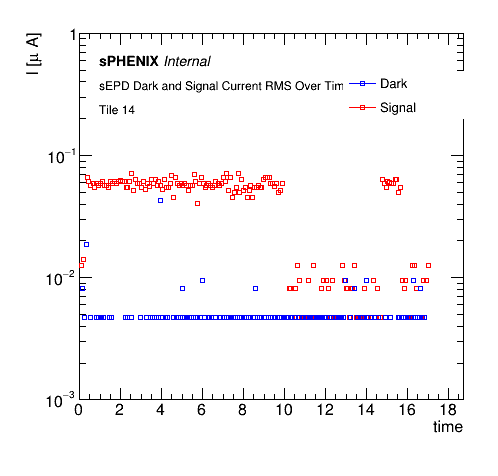 I [μ A]
sPHENIX Internal
sEPD Dark and Signal Current RMS Over Tim
Tile 14
Dark
Signal
1
10⁻¹
10⁻²
10⁻³
0 2 4 6 8 10 12 14 16 18
time